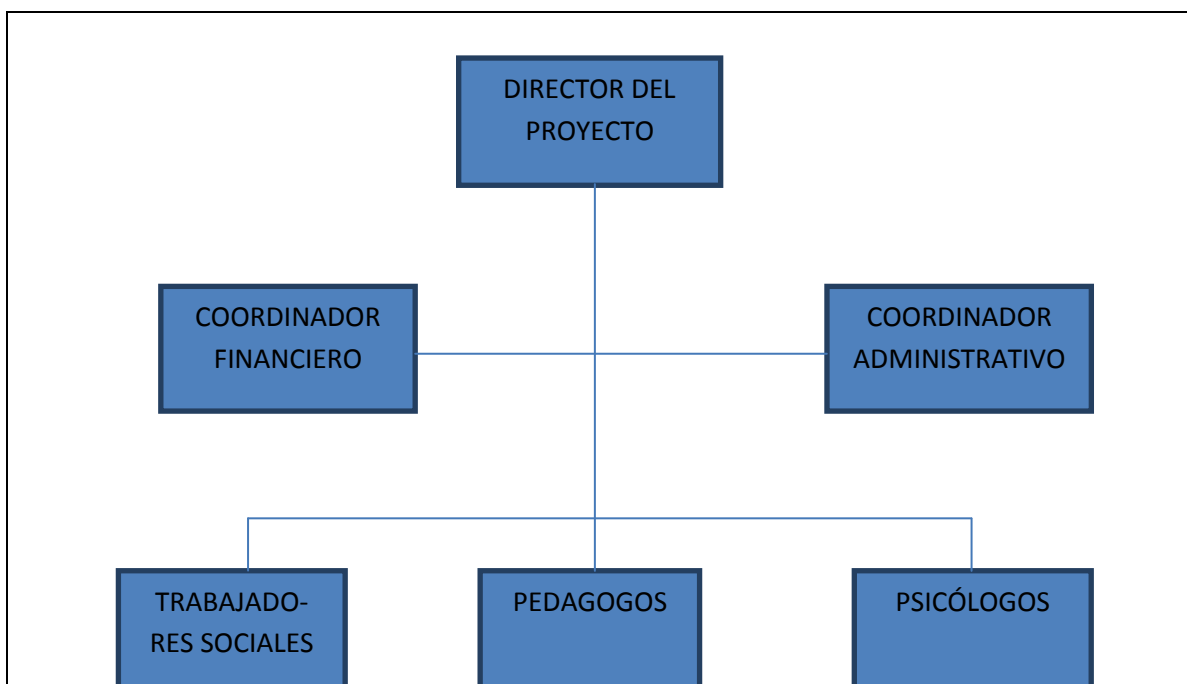 DIRECTOR DEL
PROYECTO
COORDINADOR
FINANCIERO
COORDINADOR
ADMINISTRATIVO
TRABAJADO-
RES SOCIALES
PEDAGOGOS
PSICÓLOGOS